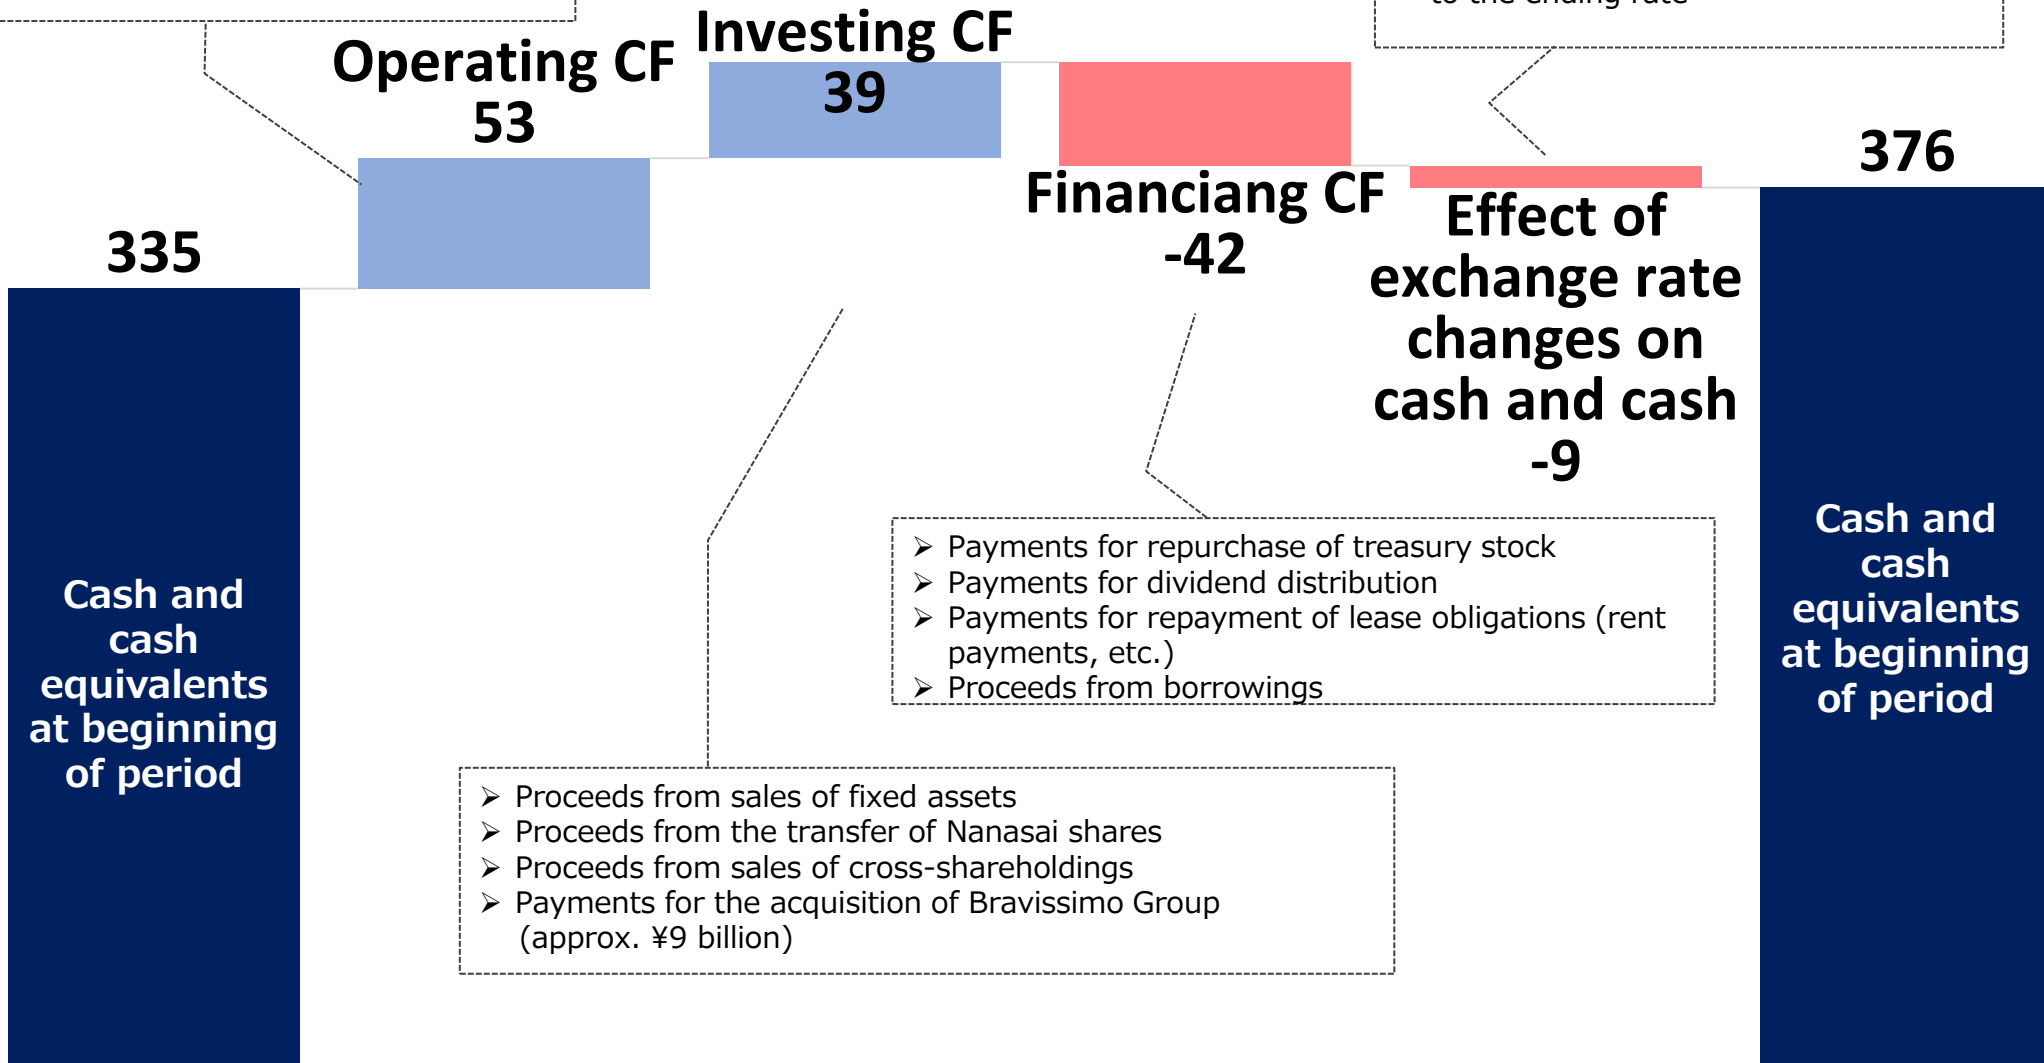 to the ending rate
Operating CF
53
Investing CF
39
Financiang CF
-42
Effect of
exchange rate
changes on
cash and cash
-9
335
376
Cash and
cash
equivalents
at beginning
of period
➢ Payments for repurchase of treasury stock
➢ Payments for dividend distribution
➢ Payments for repayment of lease obligations (rent
payments, etc.)
➢ Proceeds from borrowings
➢ Proceeds from sales of fixed assets
➢ Proceeds from the transfer of Nanasai shares
➢ Proceeds from sales of cross-shareholdings
➢ Payments for the acquisition of Bravissimo Group
(approx. ¥9 billion)
Cash and
cash
equivalents
at beginning
of period